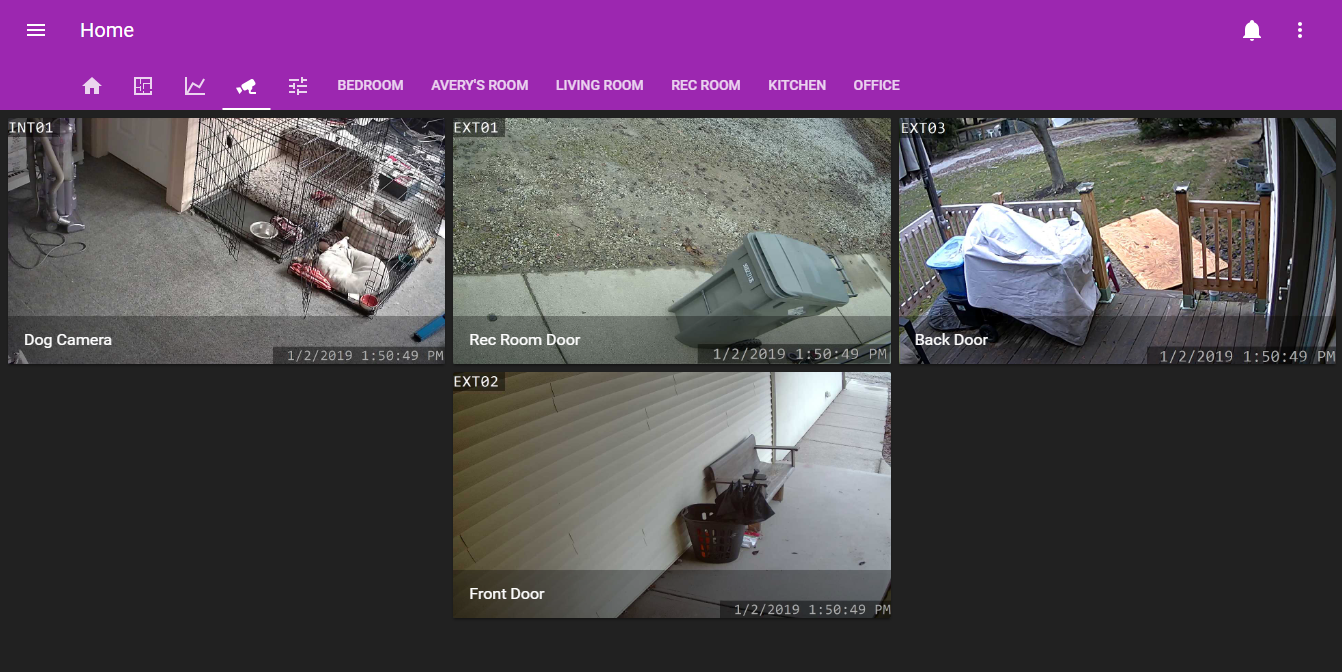 Home
BEDROOM AVERY'S ROOM LIVING ROOM REC ROOM KITCHEN OFFICE
INT01
Dog Camera
1/2/2019 1:50:49 PM
EXT01
Rec Room Door
1/2/2019 1:50:49 PM
EXT03
Back Door
1/2/2019 1:50:49 PM
EXT02
Front Door
1/2/2019 1:50:49 PM